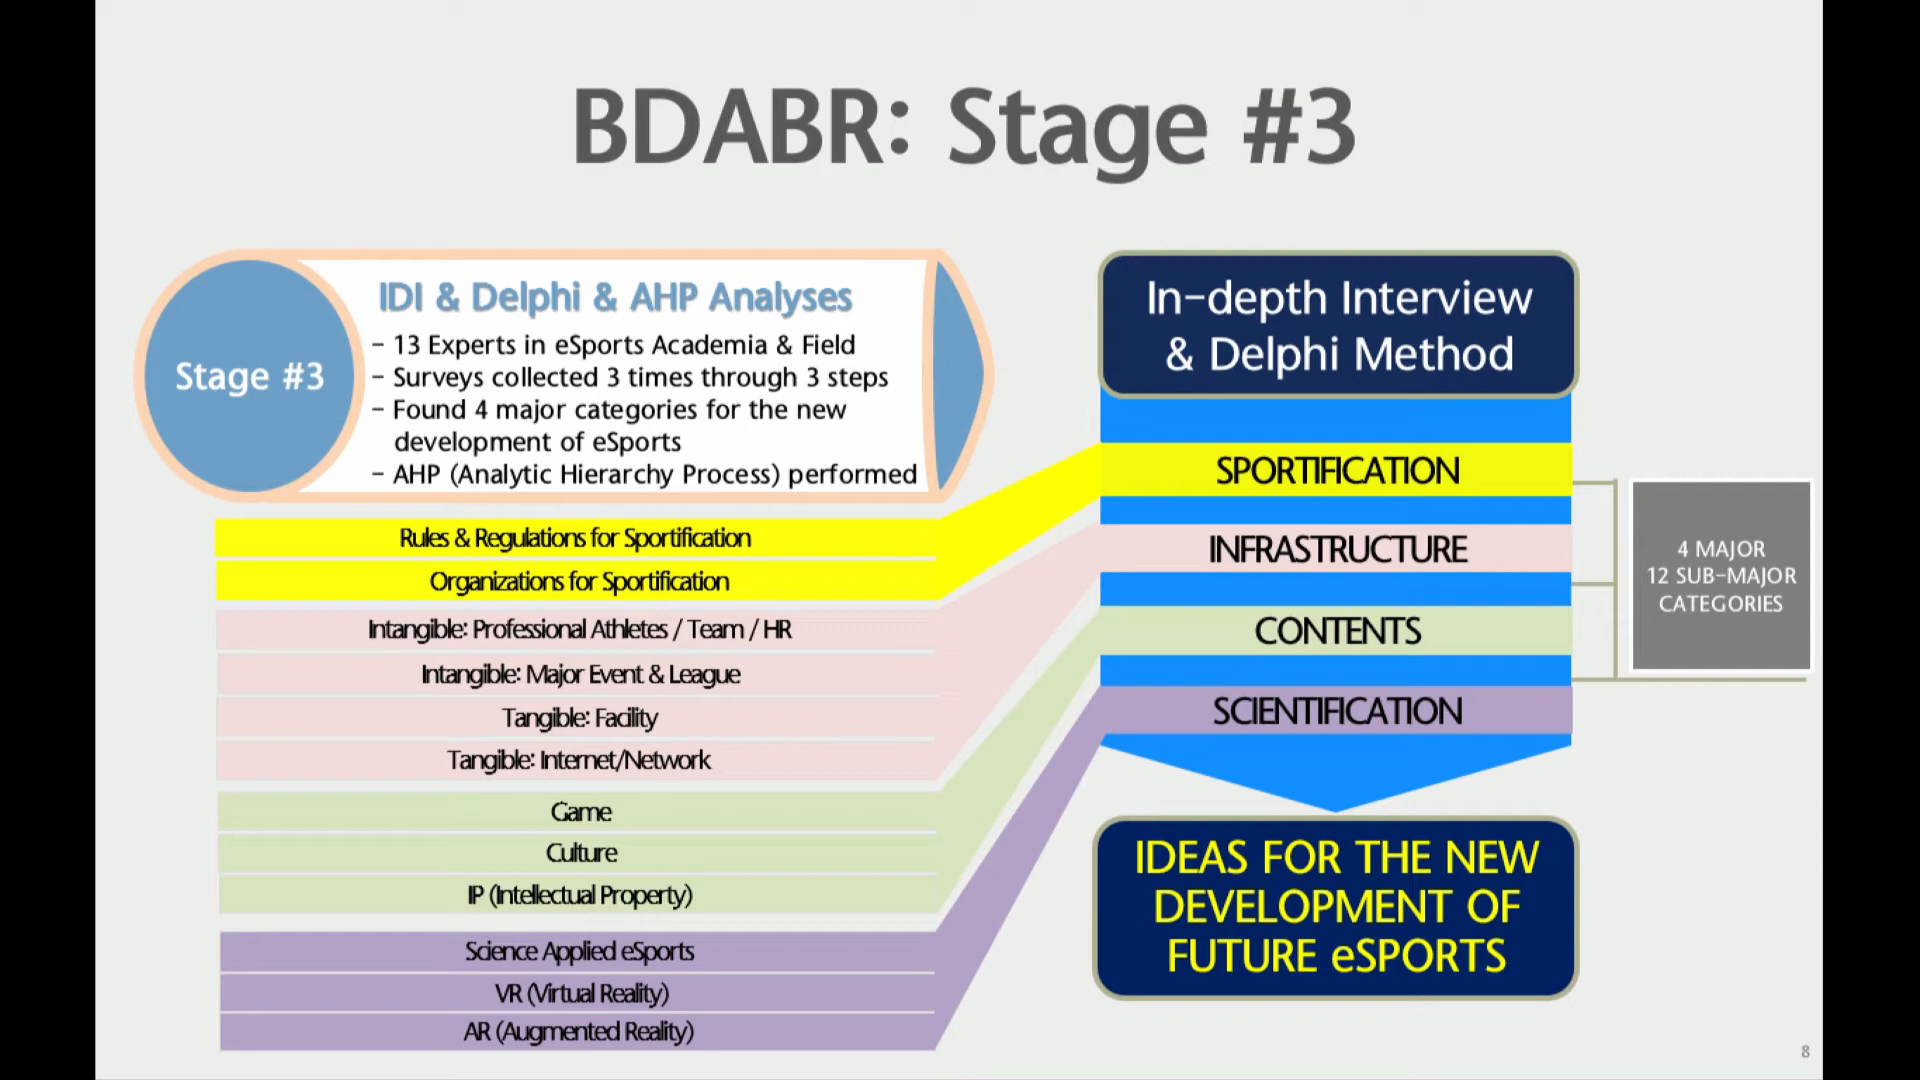 BDABR: Stage #3
Stage #3
IDI & Delphi & AHP Analyses
- 13 Experts in eSports Academia & Field
- Surveys collected 3 times through 3 steps
- Found 4 major categories for the new
development of eSports
- AHP (Analytic Hierarchy Process) performed
Rules & Regulations for Sportification
Organizations for Sportification
Intangible: Professional Athletes / Team / HR
Intangible: Major Event & League
Tangible: Facility
Tangible: Internet/Network
Game
Culture
IP (Intellectual Property)
Science Applied eSports
VR (Virtual Reality)
AR (Augmented Reality)
In-depth Interview
& Delphi Method
SPORTIFICATION
INFRASTRUCTURE
CONTENTS
SCIENTIFICATION
4 MAJOR
12 SUB-MAJOR
CATEGORIES
IDEAS FOR THE NEW
DEVELOPMENT OF
FUTURE eSPORTS
8